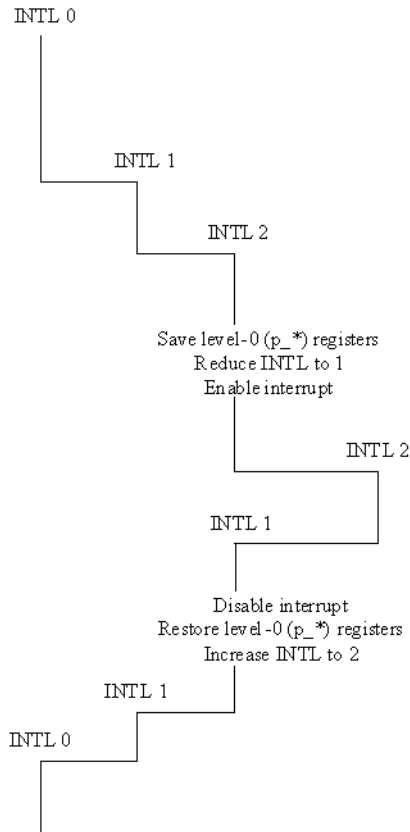 INTL 0
INTL 1
INTL 2
Save level-0 (p_*) registers
Reduce INTL to 1
Enable interrupt
INTL 2
INTL 1
Disable interrupt
Restore level-0 (p_*) registers
Increase INTL to 2
INTL 1
INTL 0